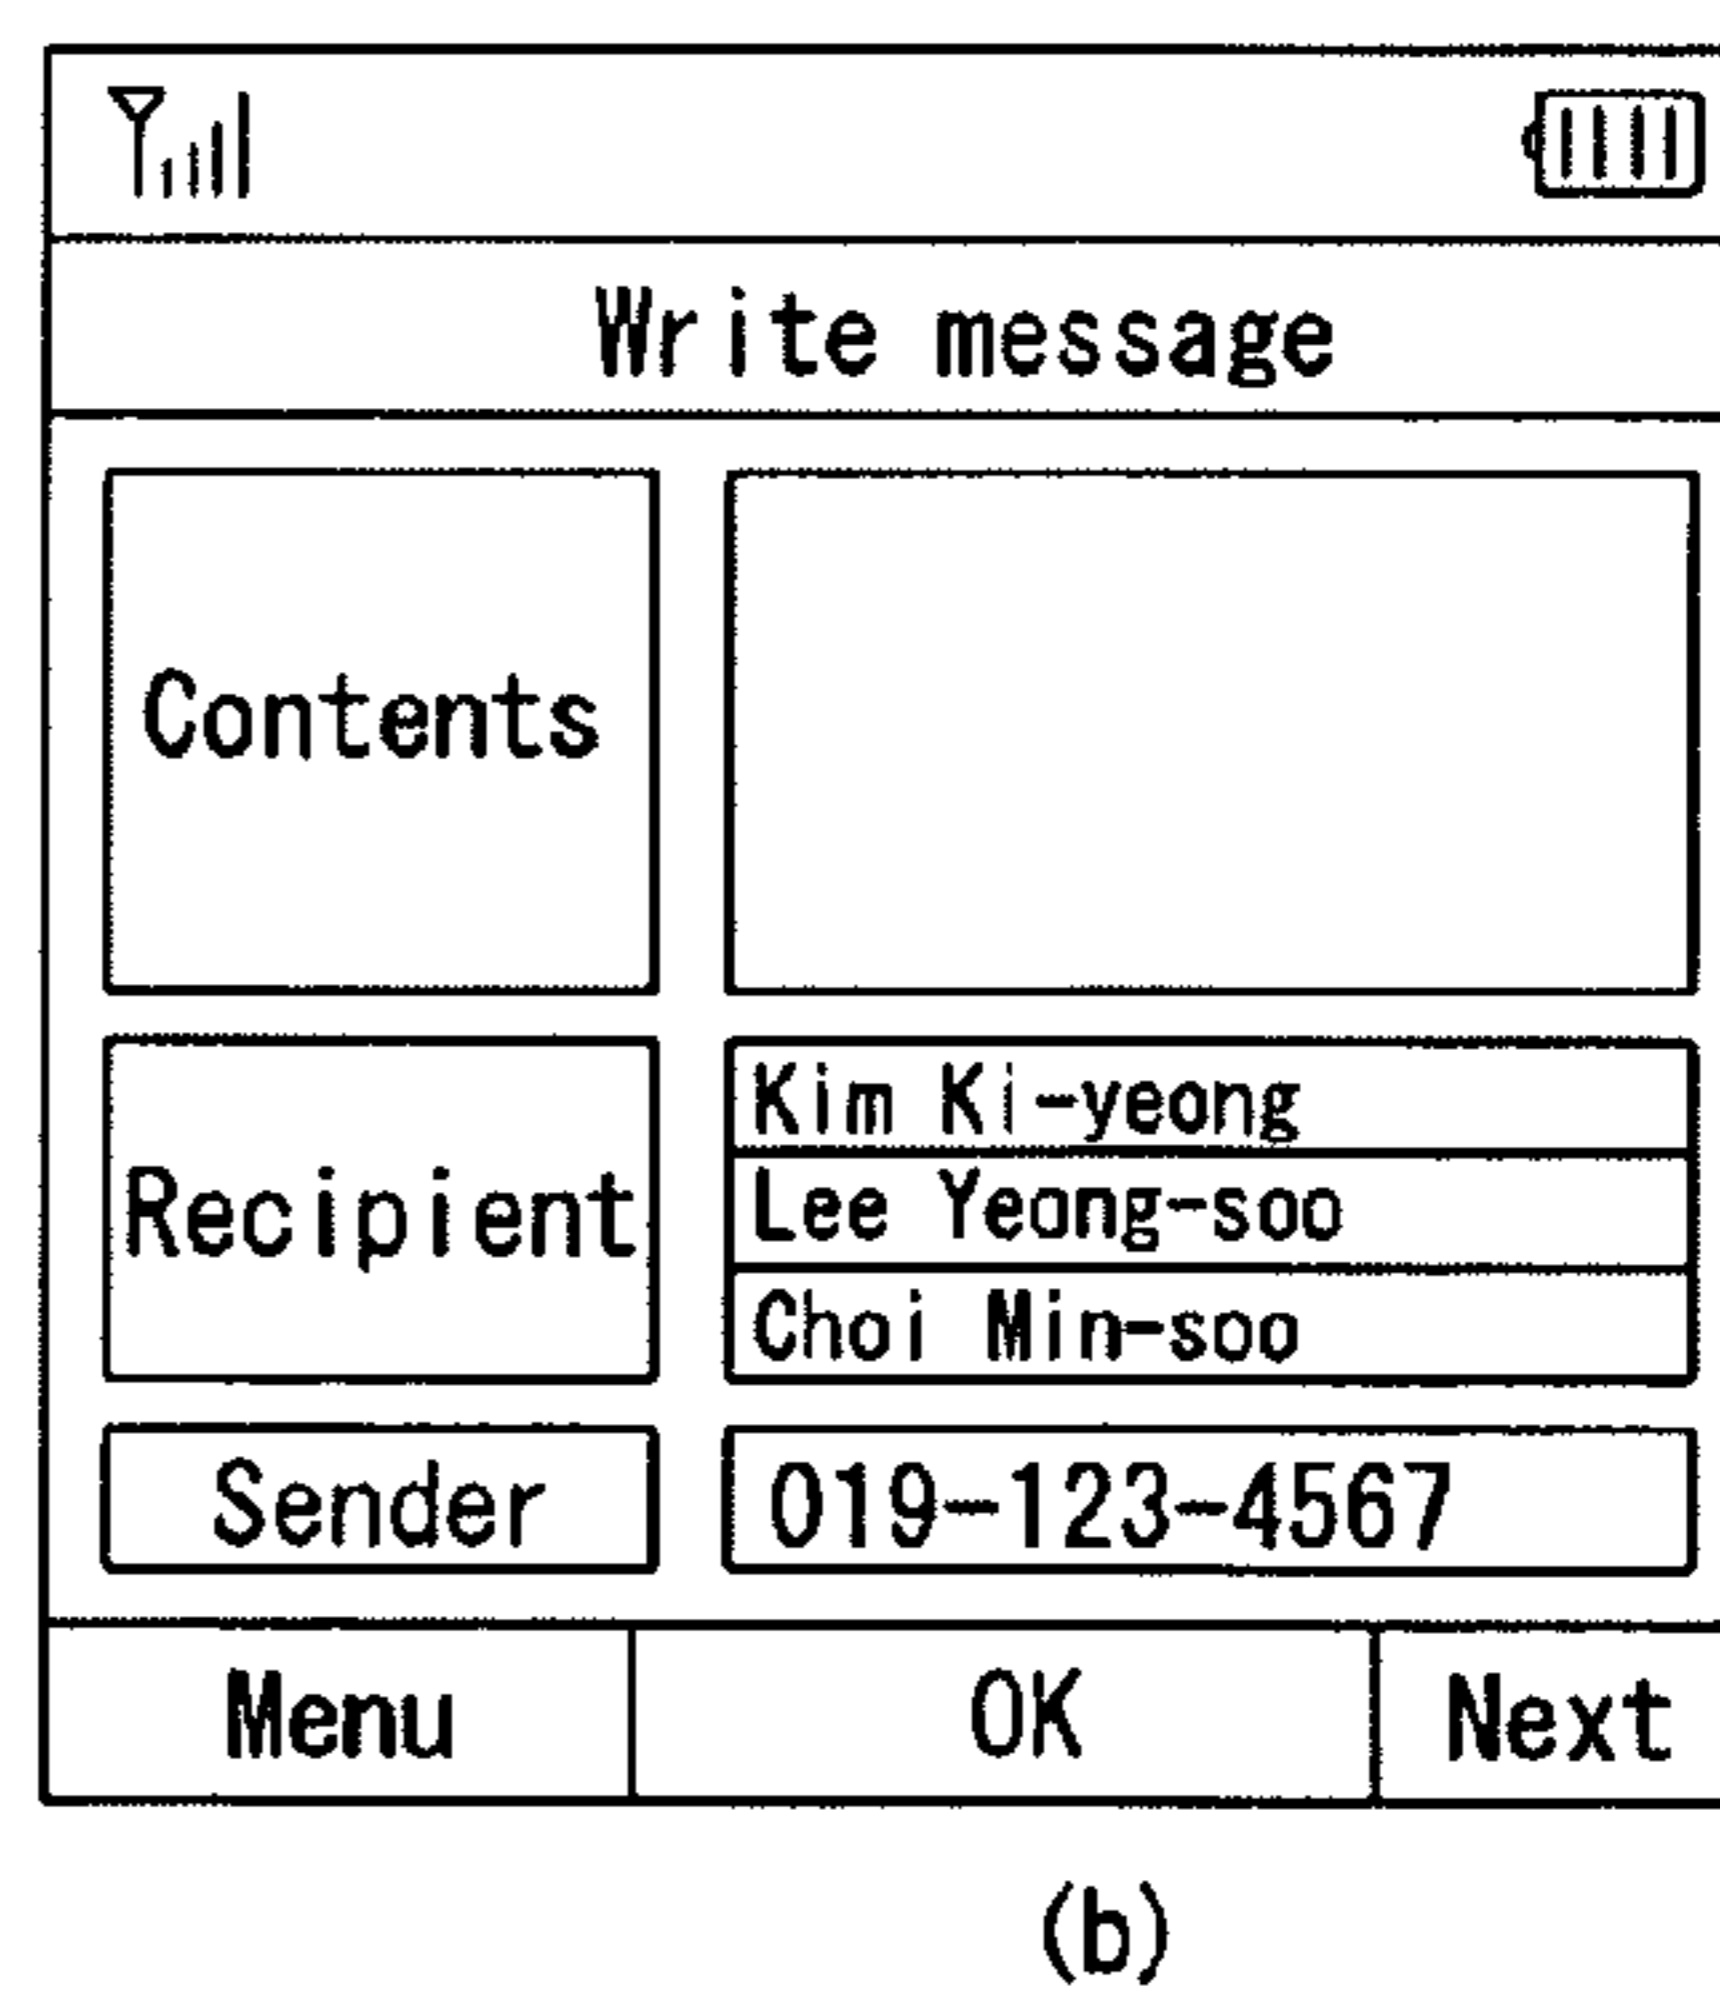 Write message
Contents
Recipient
Kim Ki-yeong
Lee Yeong-soo
Choi Min-soo
Sender
019-123-4567
Menu
OK
Next
(b)